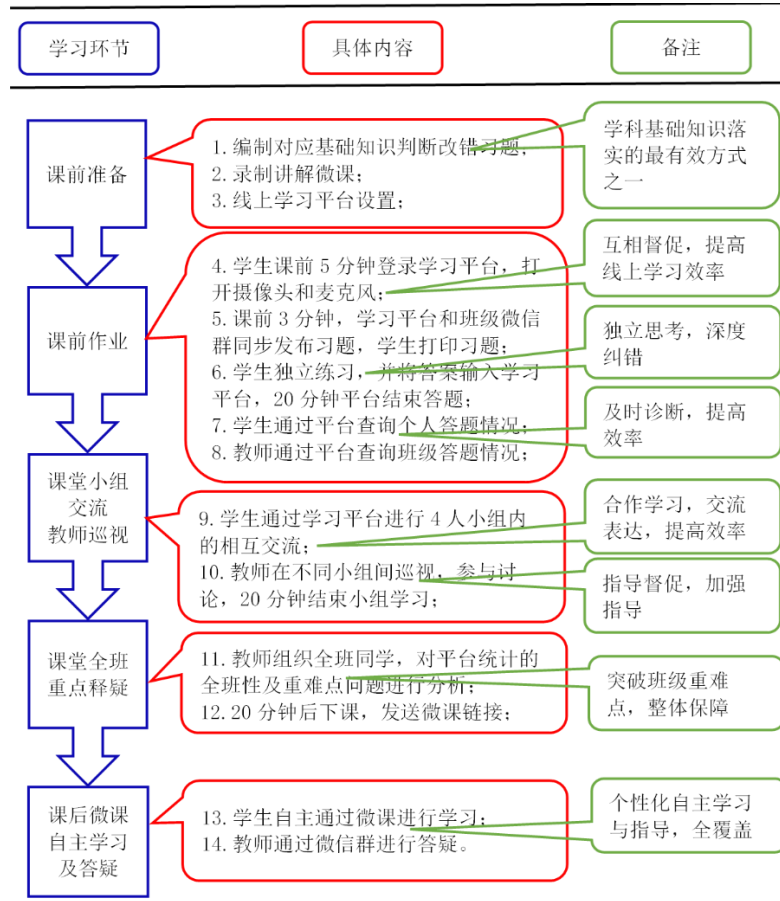 学习环节
具体内容
备注
课前准备
1. 编制对应基础知识判断改错习题;
2. 录制讲解微课;
3. 线上学习平台设置;
学科基础知识落
实的最有效方式
之一
课前作业
4. 学生课前 5 分钟登录学习平台, 打
开摄像头和麦克风;
5. 课前 3 分钟, 学习平台和班级微信
群同步发布习题, 学生打印习题;
6. 学生独立练习, 并将答案输入学习
平台, 20 分钟平台结束答题;
7. 学生通过平台查询个人答题情况;
8. 教师通过平台查询班级答题情况;
互相督促, 提高
线上学习效率
独立思考, 深度
纠错
及时诊断, 提高
效率
课堂小组
交流
教师巡视
9. 学生通过学习平台进行 4 人小组内
的相互交流;
10. 教师在不同小组间巡视, 参与讨
论, 20 分钟结束小组学习;
合作学习, 交流
表达, 提高效率
指导督促, 加强
指导
课堂全班
重点释疑
11. 教师组织全班同学, 对平台统计的
全班性及重难点问题进行分析;
12.20 分钟后下课, 发送微课链接;
突破班级重难
点, 整体保障
课后微课
自主学习
及答疑
13. 学生自主通过微课进行学习;
14. 教师通过微信群进行答疑。
个性化自主学习
与指导, 全覆盖